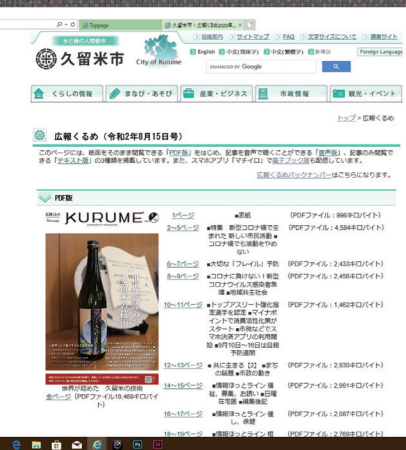 Toppage
広報くるめ(令和2年...
組織案内 サイトマップ FAQ 文字サイズについて 携帯サイト
水と緑の人間都市
久留米市
City of Kurume
English 中文(简体字) 中文(繁體字) 한국어 Foreign Language
ENHANCED BY Google
くらしの情報 まなび・あそび 産業・ビジネス 市政情報 観光・イベント
トップ > 広報くるめ
広報くるめ(令和2年8月15日号)
このページには、紙面をそのまま閲覧できる「PDF版」をはじめ、記事を音声で聴くことができる「音声版」、記事のみ閲覧で
きる「テキスト版」の3種類を掲載しています。また、スマホアプリ「マチイロ」で電子ブック版も配信しています。
広報くるめバックナンバーはこちらになります。
PDF版
KURUME
世界が認めた 久留米の技術
全ページ (PDFファイル19,469キロバイ
ト)
1ページ ■表紙 (PDFファイル:996キロバイト)
2~5ページ ■特集 新型コロナ禍で生 (PDFファイル:4,584キロバイト)
まれた 新しい市民活動 ■
コロナ禍でも活動をやめ
ない
6~7ページ ■大切な「フレイル」予防 (PDFファイル:2,433キロバイト)
8~9ページ ■コロナに負けない!新型 (PDFファイル:2,456キロバイト)
コロナウイルス感染者急
増 ■地域共生社会
10~11ページ ■トップアスリート強化指 (PDFファイル:1,462キロバイト)
定選手を認定 ■マイナポ
イントで消費活性化策が
スタート ■市税などでス
マホ決済アプリの利用開
始 ■9月10日~16日は自殺
予防週間
12~13ページ ■ 共に生きる【2】 ■まち (PDFファイル:2,930キロバイト)
の話題 ■市政の動き
14~15ページ ■情報ほっとライン 福 (PDFファイル:2,991キロバイト)
祉、募集、お願い ■日曜
在宅医 ■編集後記
16~17ページ ■情報ほっとライン 催 (PDFファイル:2,087キロバイト)
し、保健
18~19ページ ■情報ほっとライン 相 (PDFファイル:2,769キロバイト)